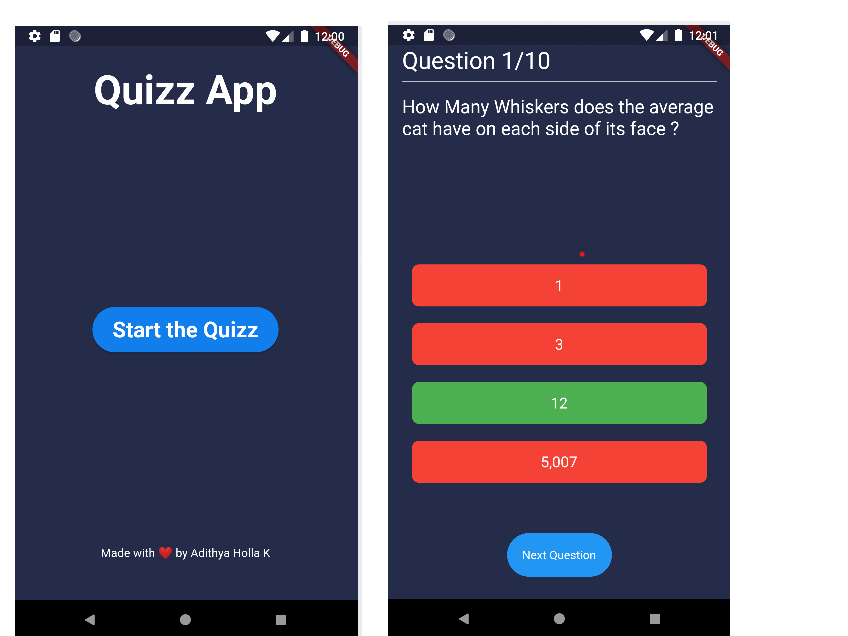 12:00
DEBUG
Quizz App
Start the Quizz
Made with ❤️ by Adithya Holla K
12:01
DEBUG
Question 1/10
How Many Whiskers does the average
cat have on each side of its face ?
1
3
12
5,007
Next Question